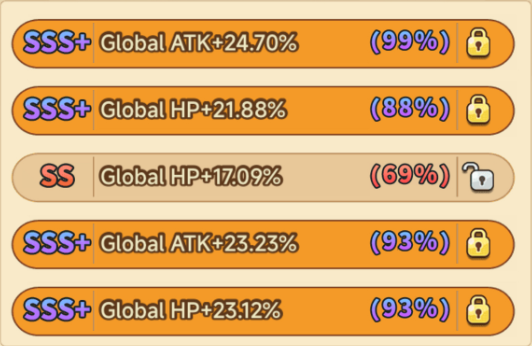 SSS+ Global ATK+24.70% (99%)
SSS+ Global HP+21.88% (88%)
SS Global HP+17.09% (69%)
SSS+ Global ATK+23.23% (93%)
SSS+ Global HP+23.12% (93%)